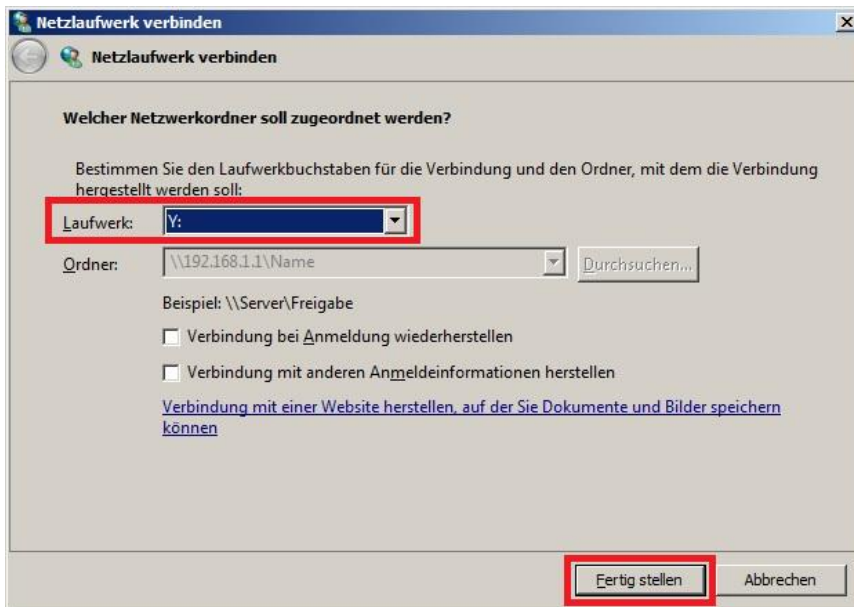 Netzlaufwerk verbinden
Netzlaufwerk verbinden
Welcher Netzwerkordner soll zugeordnet werden?
Bestimmen Sie den Laufwerkbuchstaben für die Verbindung und den Ordner, mit dem die Verbindung
hergestellt werden soll:
Laufwerk: Y:
Ordner: \\192.168.1.1\Name Durchsuchen...
Beispiel: \\Server\Freigabe
Verbindung bei Anmeldung wiederherstellen
Verbindung mit anderen Anmeldeinformationen herstellen
Verbindung mit einer Website herstellen, auf der Sie Dokumente und Bilder speichern
können
Fertig stellen Abbrechen